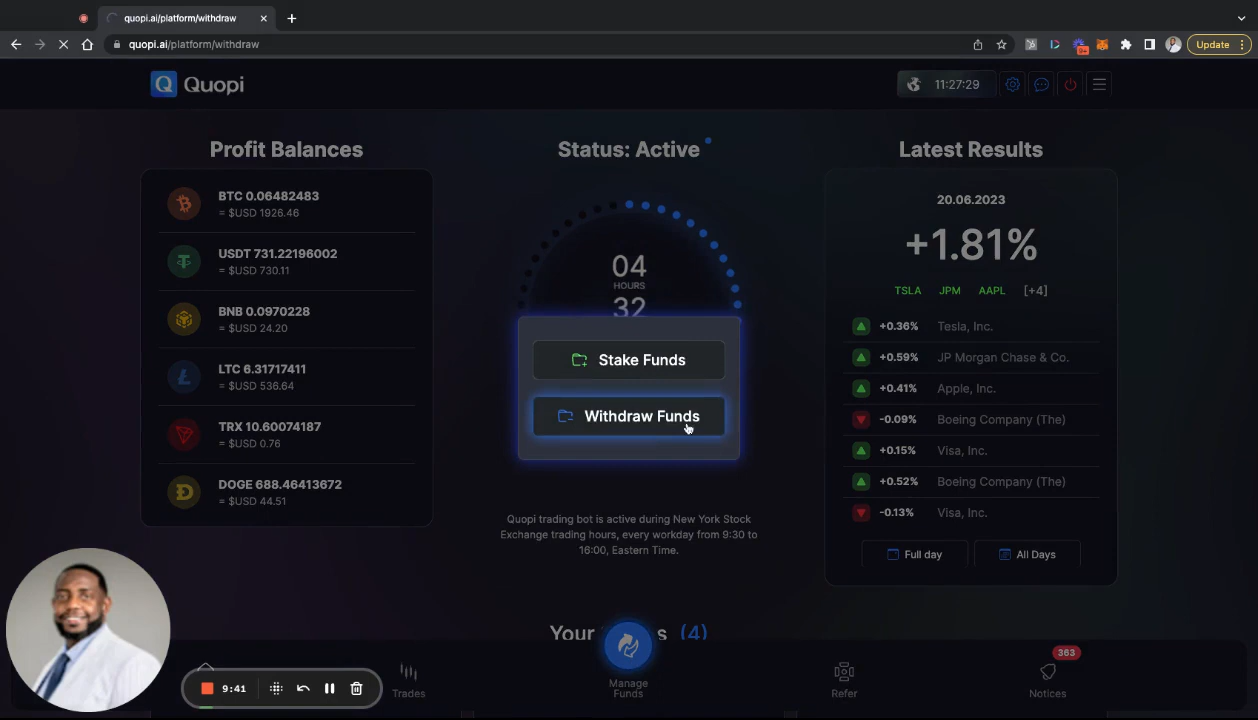 quopi.ai/platform/withdraw
quopi.ai/platform/withdraw
9+
Update
Quopi
11:27:29
Profit Balances
BTC 0.06482483
= $USD 1926.46
USDT 731.22196002
= $USD 730.11
BNB 0.0970228
= $USD 24.20
LTC 6.31717411
= $USD 536.64
TRX 10.60074187
= $USD 0.76
DOGE 688.46413672
= $USD 44.51
Status: Active
04
HOURS
32
Stake Funds
Withdraw Funds
Quopi trading bot is active during New York Stock
Exchange trading hours, every workday from 9:30 to
16:00, Eastern Time.
Latest Results
20.06.2023
+1.81%
TSLA JPM AAPL [+4]
+0.36% Tesla, Inc.
+0.59% JP Morgan Chase & Co.
+0.41% Apple, Inc.
-0.09% Boeing Company (The)
+0.15% Visa, Inc.
+0.52% Boeing Company (The)
-0.13% Visa, Inc.
Full day
All Days
Your s (4)
9:41
Trades
Manage
Funds
Refer
363
Notices